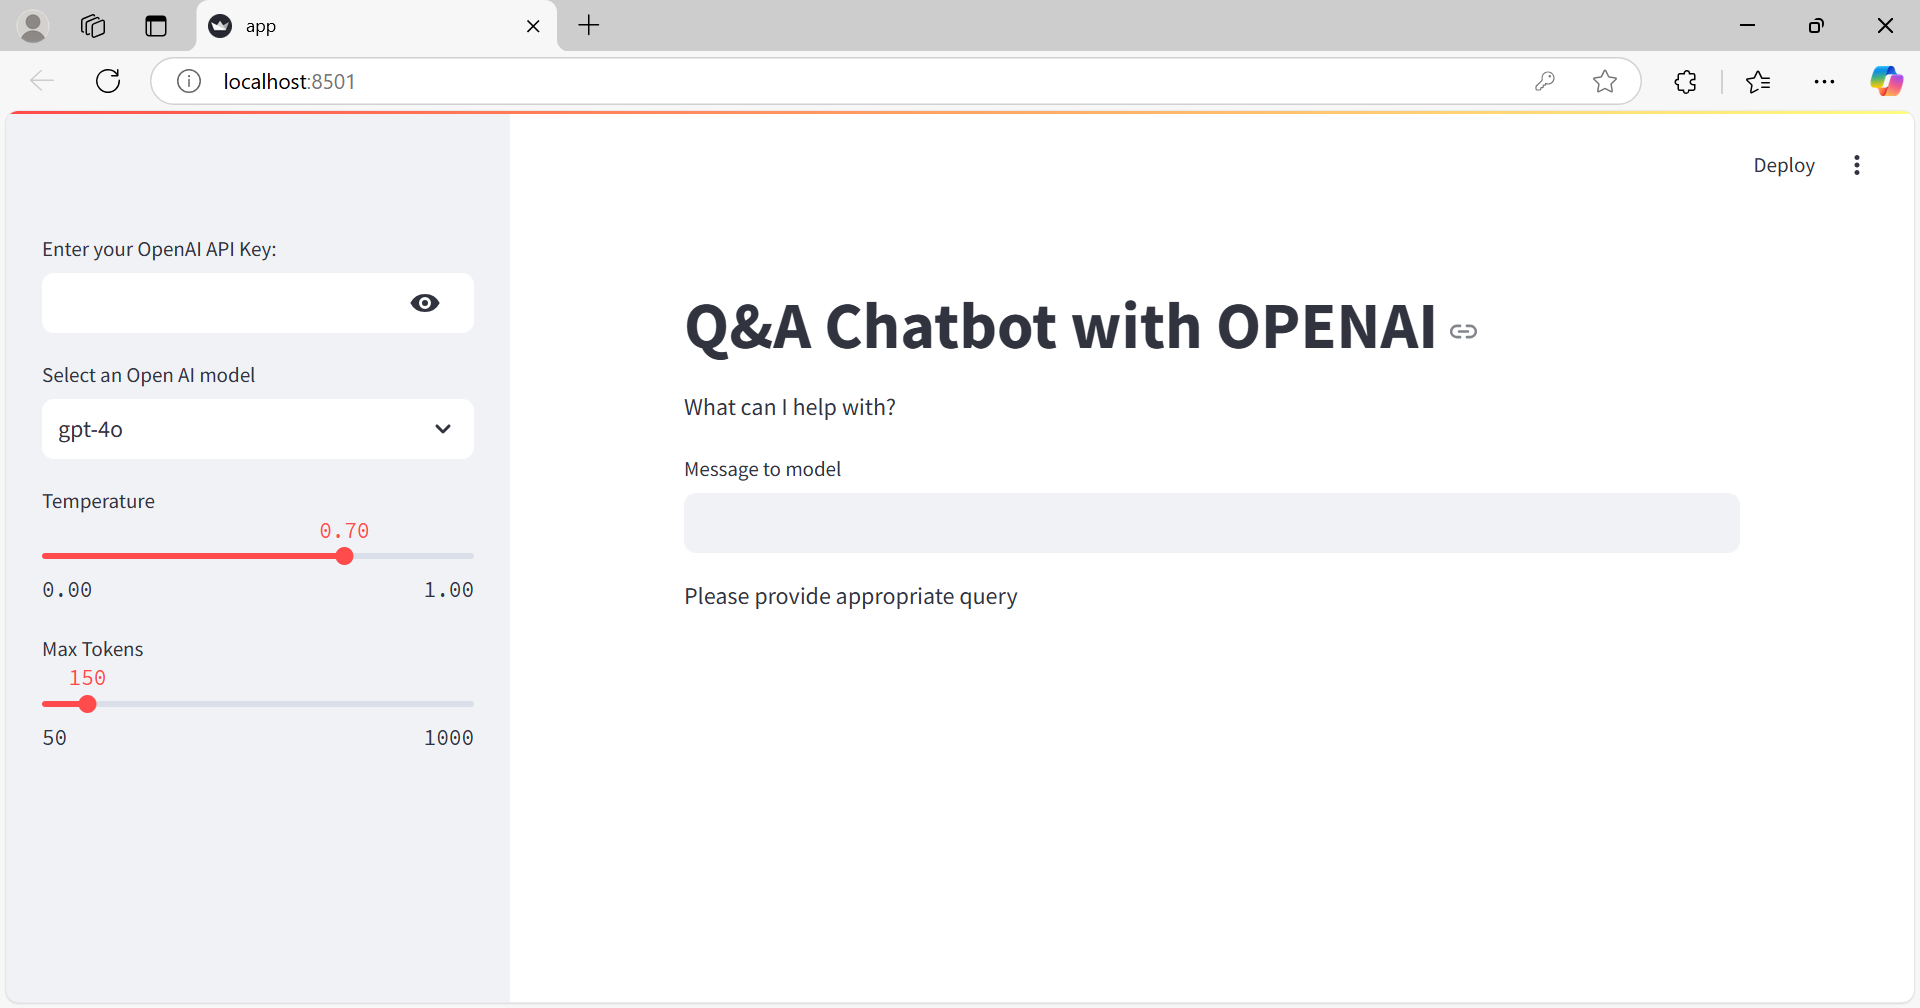 app
localhost:8501
Deploy
Enter your OpenAI API Key:
Select an Open AI model
gpt-4o
Temperature
0.70
0.00 1.00
Max Tokens
150
50 1000
Q&A Chatbot with OPENAI
What can I help with?
Message to model
Please provide appropriate query